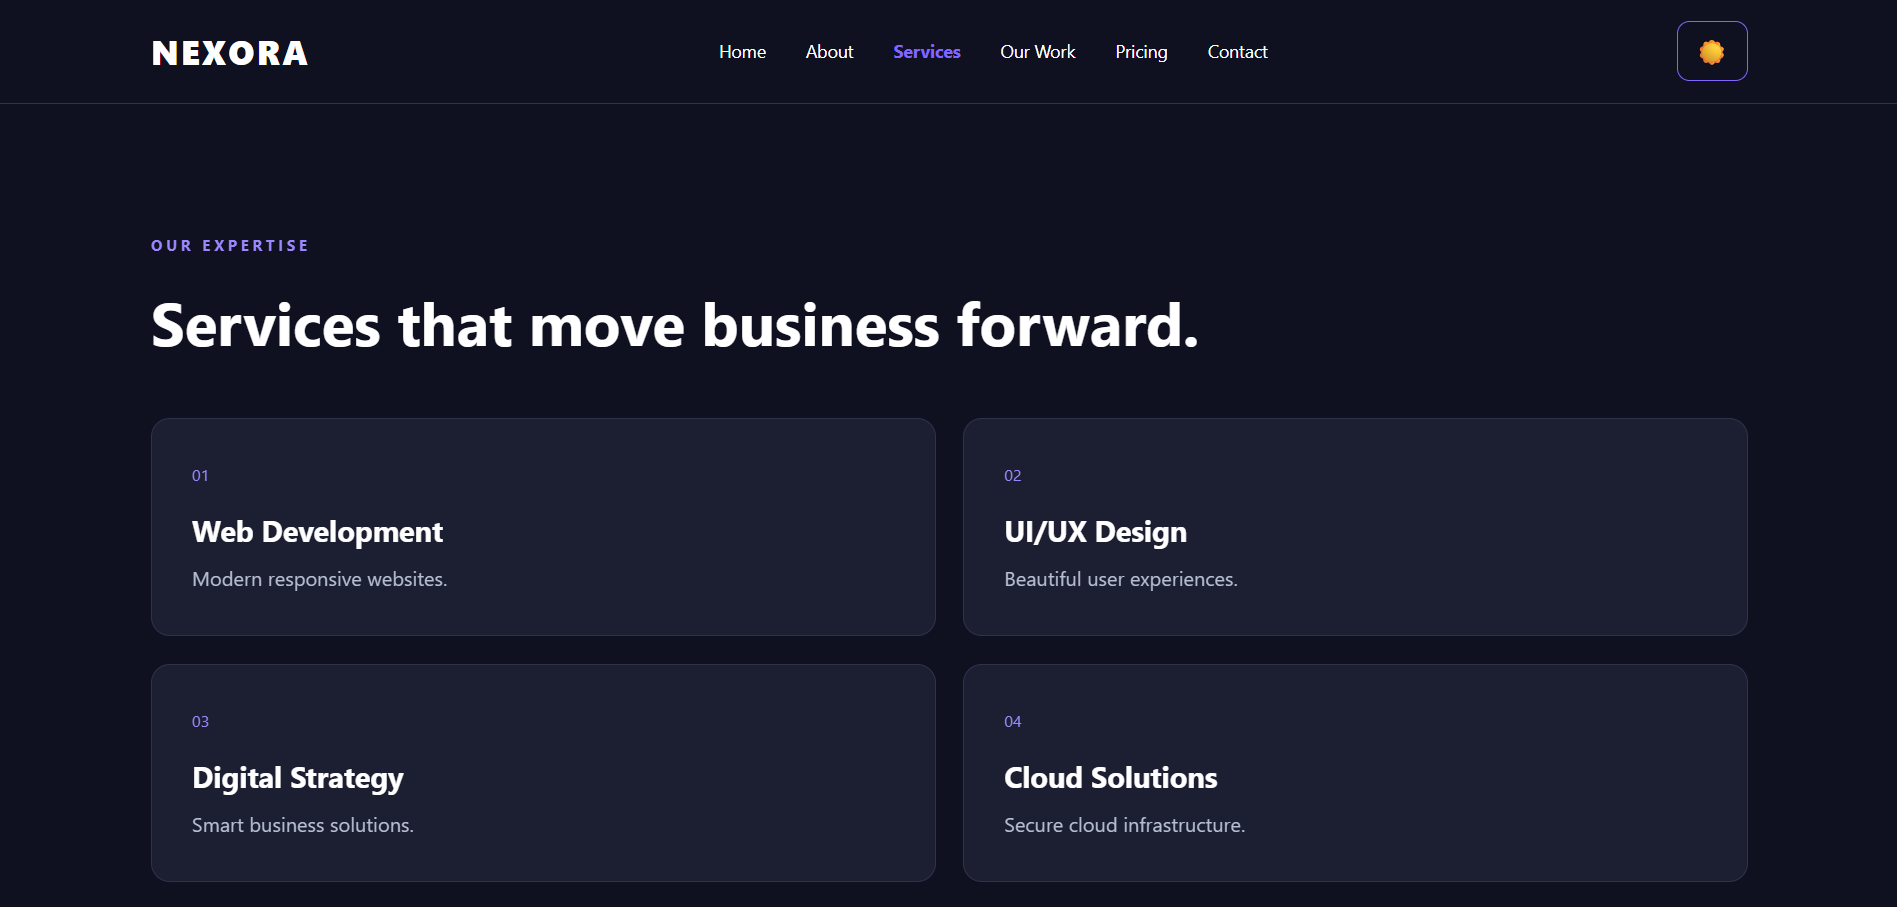 NEXORA
Home About Services Our Work Pricing Contact
OUR EXPERTISE
Services that move business forward.
01
Web Development
Modern responsive websites.
02
UI/UX Design
Beautiful user experiences.
03
Digital Strategy
Smart business solutions.
04
Cloud Solutions
Secure cloud infrastructure.